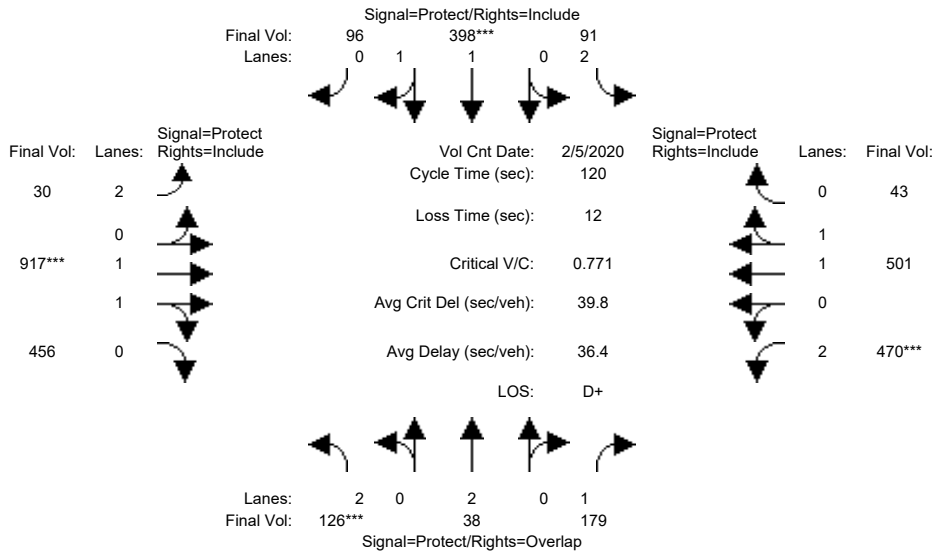 Signal=Protect/Rights=Include
Final Vol: 96 398*** 91
Lanes: 0 1 1 0 2
Signal=Protect
Final Vol: Lanes: Rights=Include
Vol Cnt Date: 2/5/2020
Signal=Protect
Rights=Include Lanes: Final Vol:
Cycle Time (sec): 120
30 2
0 43
Loss Time (sec): 12
0
1
917*** 1
Critical V/C: 0.771
1 501
1
Avg Crit Del (sec/veh): 39.8
0
456 0
Avg Delay (sec/veh): 36.4
2 470***
LOS: D+
Lanes: 2 0 2 0 1
Final Vol: 126*** 38 179
Signal=Protect/Rights=Overlap